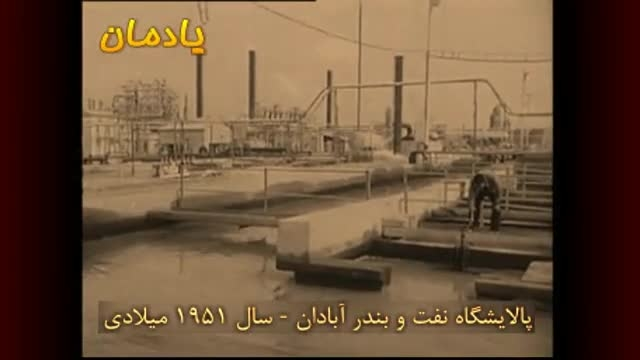 یادمان
پالایشگاه نفت و بندر آبادان - سال ۱۹۵۱ میلادی